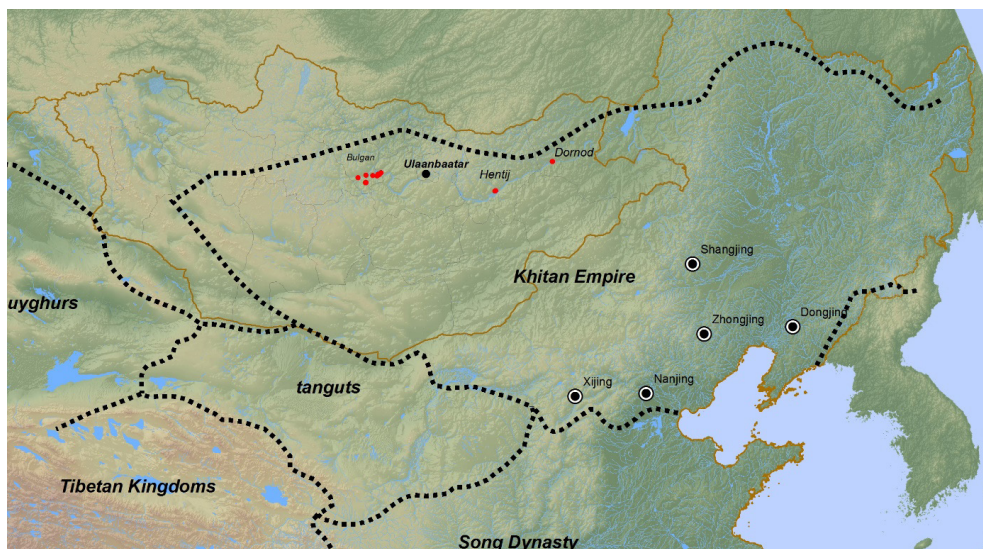 Dornod
Bulgan
Ulaanbaatar
Hentij
Shangjing
Khitan Empire
uyghurs
Dongjing
Zhongjing
tanguts
Xijing
Nanjing
Tibetan Kingdoms
Song Dynasty